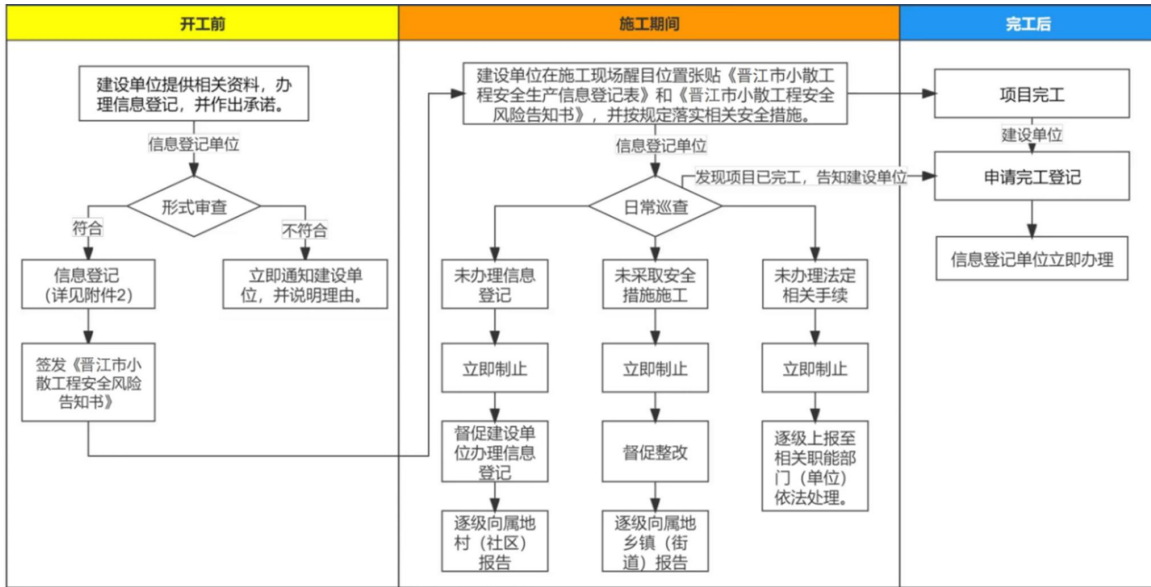 开工前
施工期间
完工后
建设单位提供相关资料，办
理信息登记，并作出承诺。
信息登记单位
形式审查
符合
不符合
信息登记
（详见附件2）
立即通知建设单
位，并说明理由。
签发《晋江市小
散工程安全风险
告知书》
建设单位在施工现场醒目位置张贴《晋江市小散工
程安全生产信息登记表》和《晋江市小散工程安全
风险告知书》，并按规定落实相关安全措施。
信息登记单位
发现项目已完工，告知建设单位
日常巡查
未办理信息
登记
未采取安全
措施施工
未办理法定
相关手续
立即制止
立即制止
立即制止
督促建设单
位办理信息
登记
督促整改
逐级上报至
相关职能部
门（单位）
依法处理。
逐级向属地
村（社区）
报告
逐级向属地
乡镇（街
道）报告
项目完工
建设单位
申请完工登记
信息登记单位立即办理